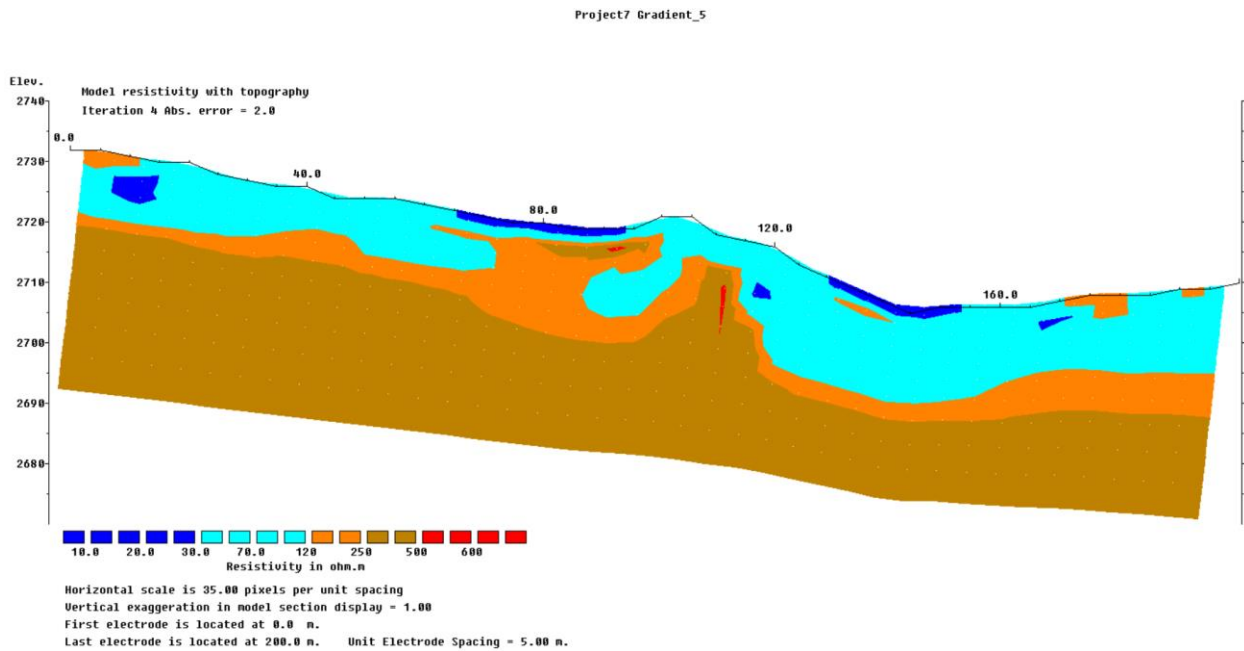 Project7 Gradient_5
Elev.
Model resistivity with topography
2740
Iteration 4 Abs. error = 2.0
0.0
2730
40.0
2720
80.0
120.0
2710
160.0
2700
2690
2680
10.0 20.0 30.0 70.0 120 250 500 600
Resistivity in ohm.m
Horizontal scale is 35.00 pixels per unit spacing
Vertical exaggeration in model section display = 1.00
First electrode is located at 0.0 m.
Last electrode is located at 200.0 m. Unit Electrode Spacing = 5.00 m.